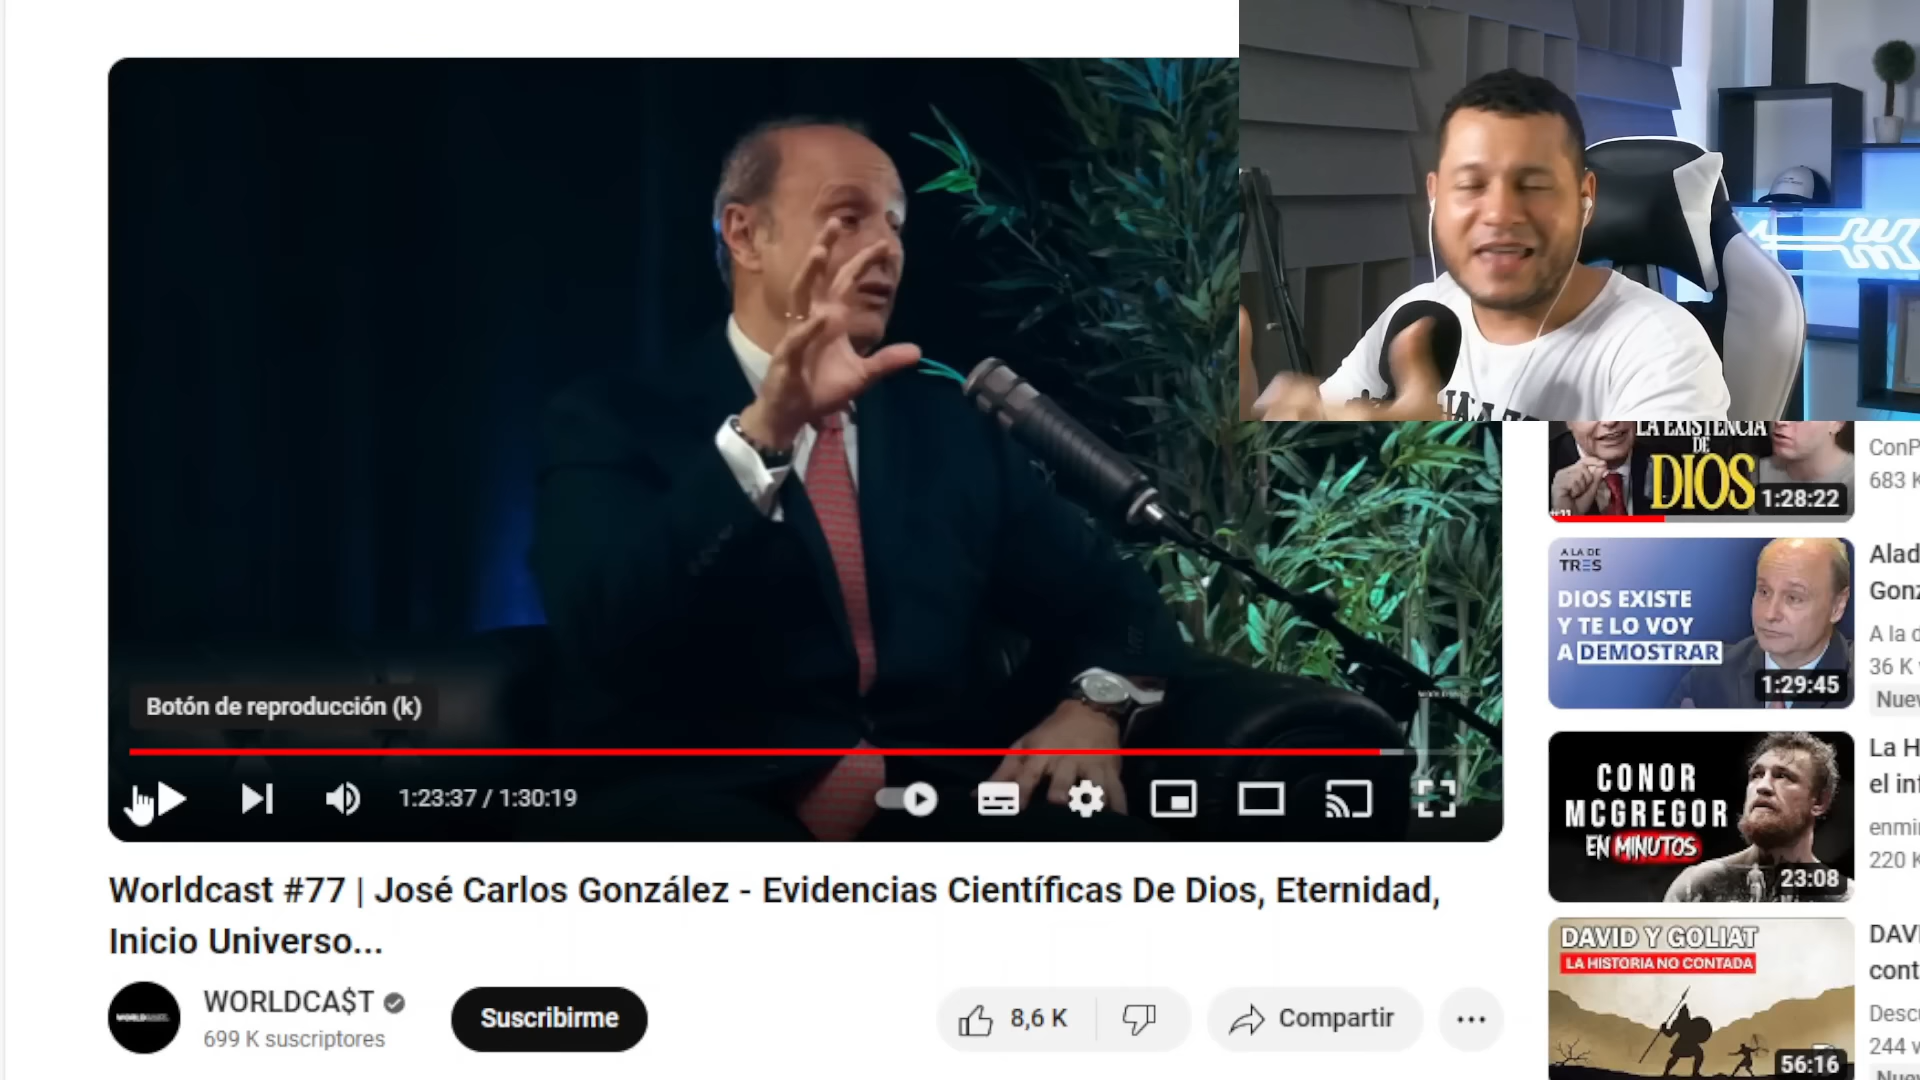 Botón de reproducción (k)
1:23:37 / 1:30:19
Worldcast #77 | José Carlos González - Evidencias Científicas De Dios, Eternidad,
Inicio Universo...
WORLDCA$T
699 K suscriptores
Suscribirme
8,6 K
Compartir
LA EXISTENCIA
DE
DIOS
1:28:22
ConP
683 K
A LA DE
TRES
DIOS EXISTE
Y TE LO VOY
A DEMOSTRAR
1:29:45
Alad
Gonz
A la d
36 K
Nuev
CONOR
MCGREGOR
EN MINUTOS
23:08
La H
el in
enmi
220 K
DAVID Y GOLIAT
LA HISTORIA NO CONTADA
56:16
DAVI
cont
Descu
244 v